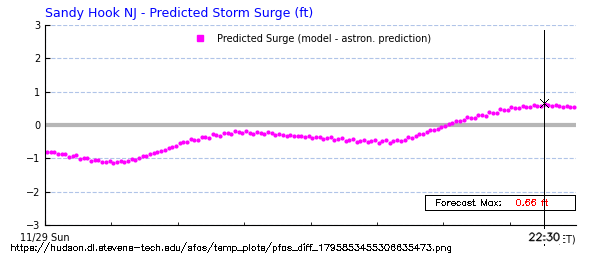 Sandy Hook NJ - Predicted Storm Surge (ft)
3
Predicted Surge (model - astron. prediction)
2
1
0
−1
−2
Forecast Max: 0.66 ft
−3
11/29 Sun 22:30 ET)
https://hudson.dl.stevens-tech.edu/sfas/temp_plots/pfas_diff_1795853455306635473.png